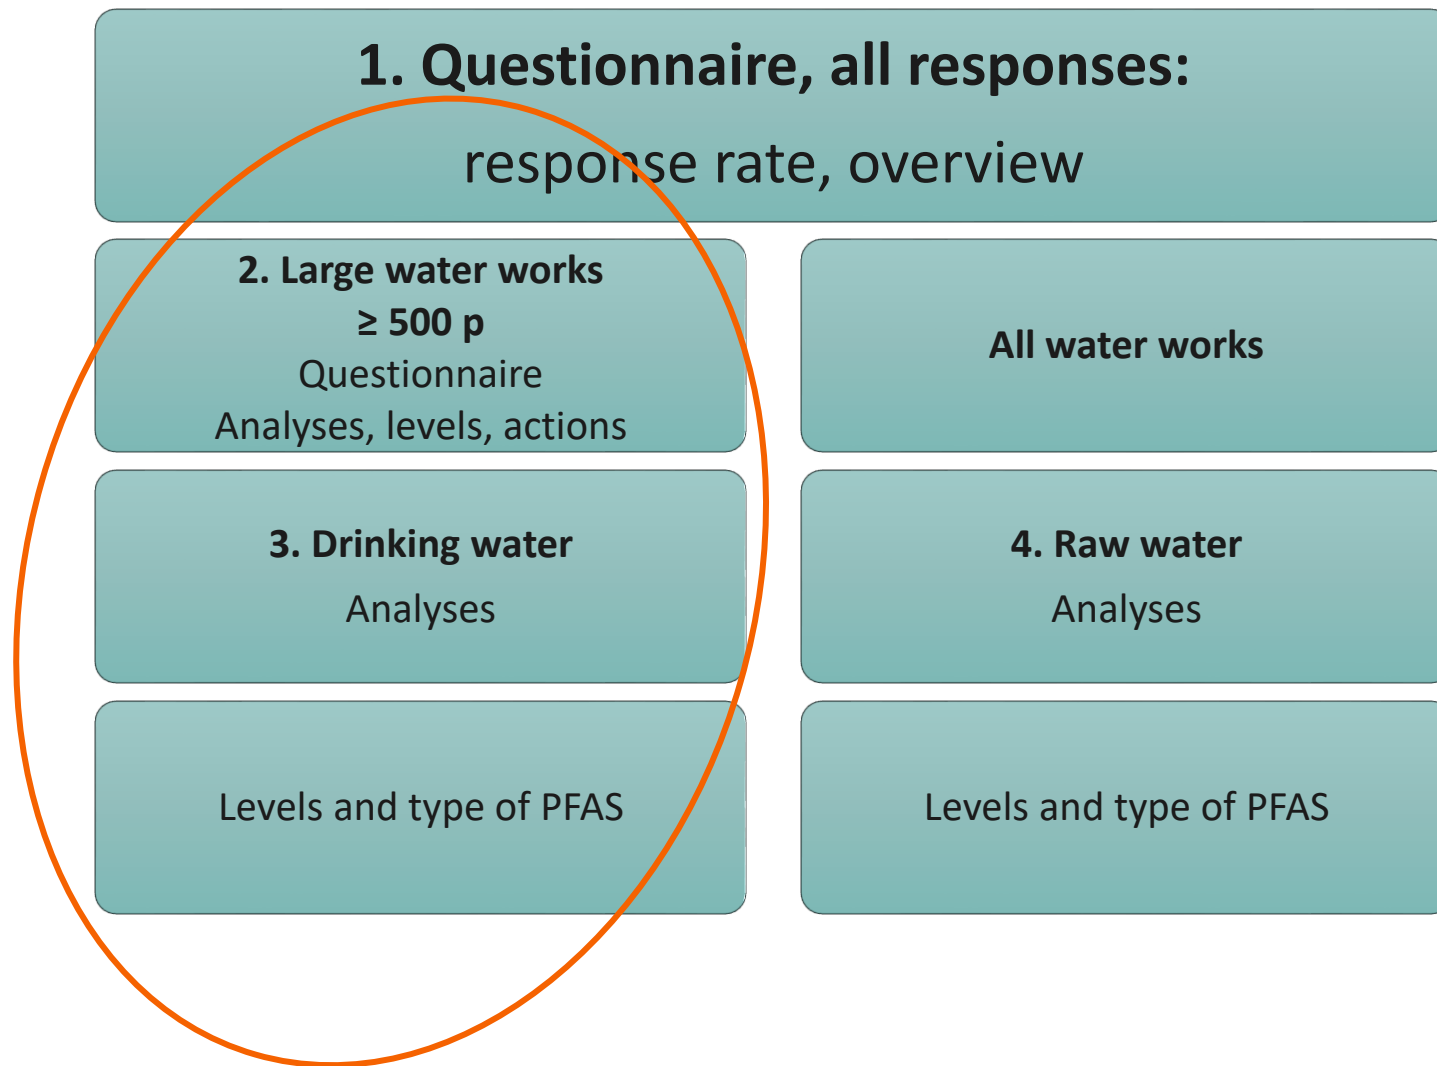 1. Questionnaire, all responses:
response rate, overview
2. Large water works
≥ 500 p
Questionnaire
Analyses, levels, actions
All water works
3. Drinking water
Analyses
4. Raw water
Analyses
Levels and type of PFAS
Levels and type of PFAS